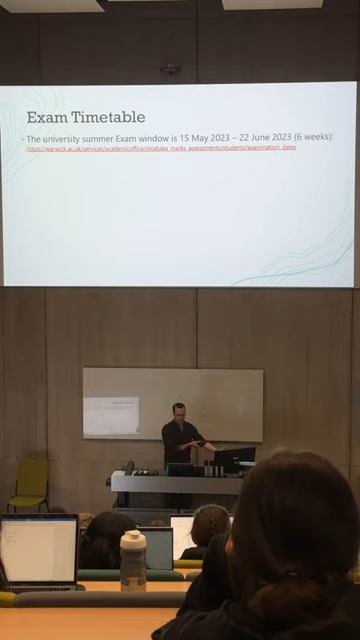 Exam Timetable
The university summer Exam window is 15 May 2023 – 22 June 2023 (6 weeks):
https://warwick.ac.uk/services/academicoffice/modules_marks_assessments/students/examination_dates